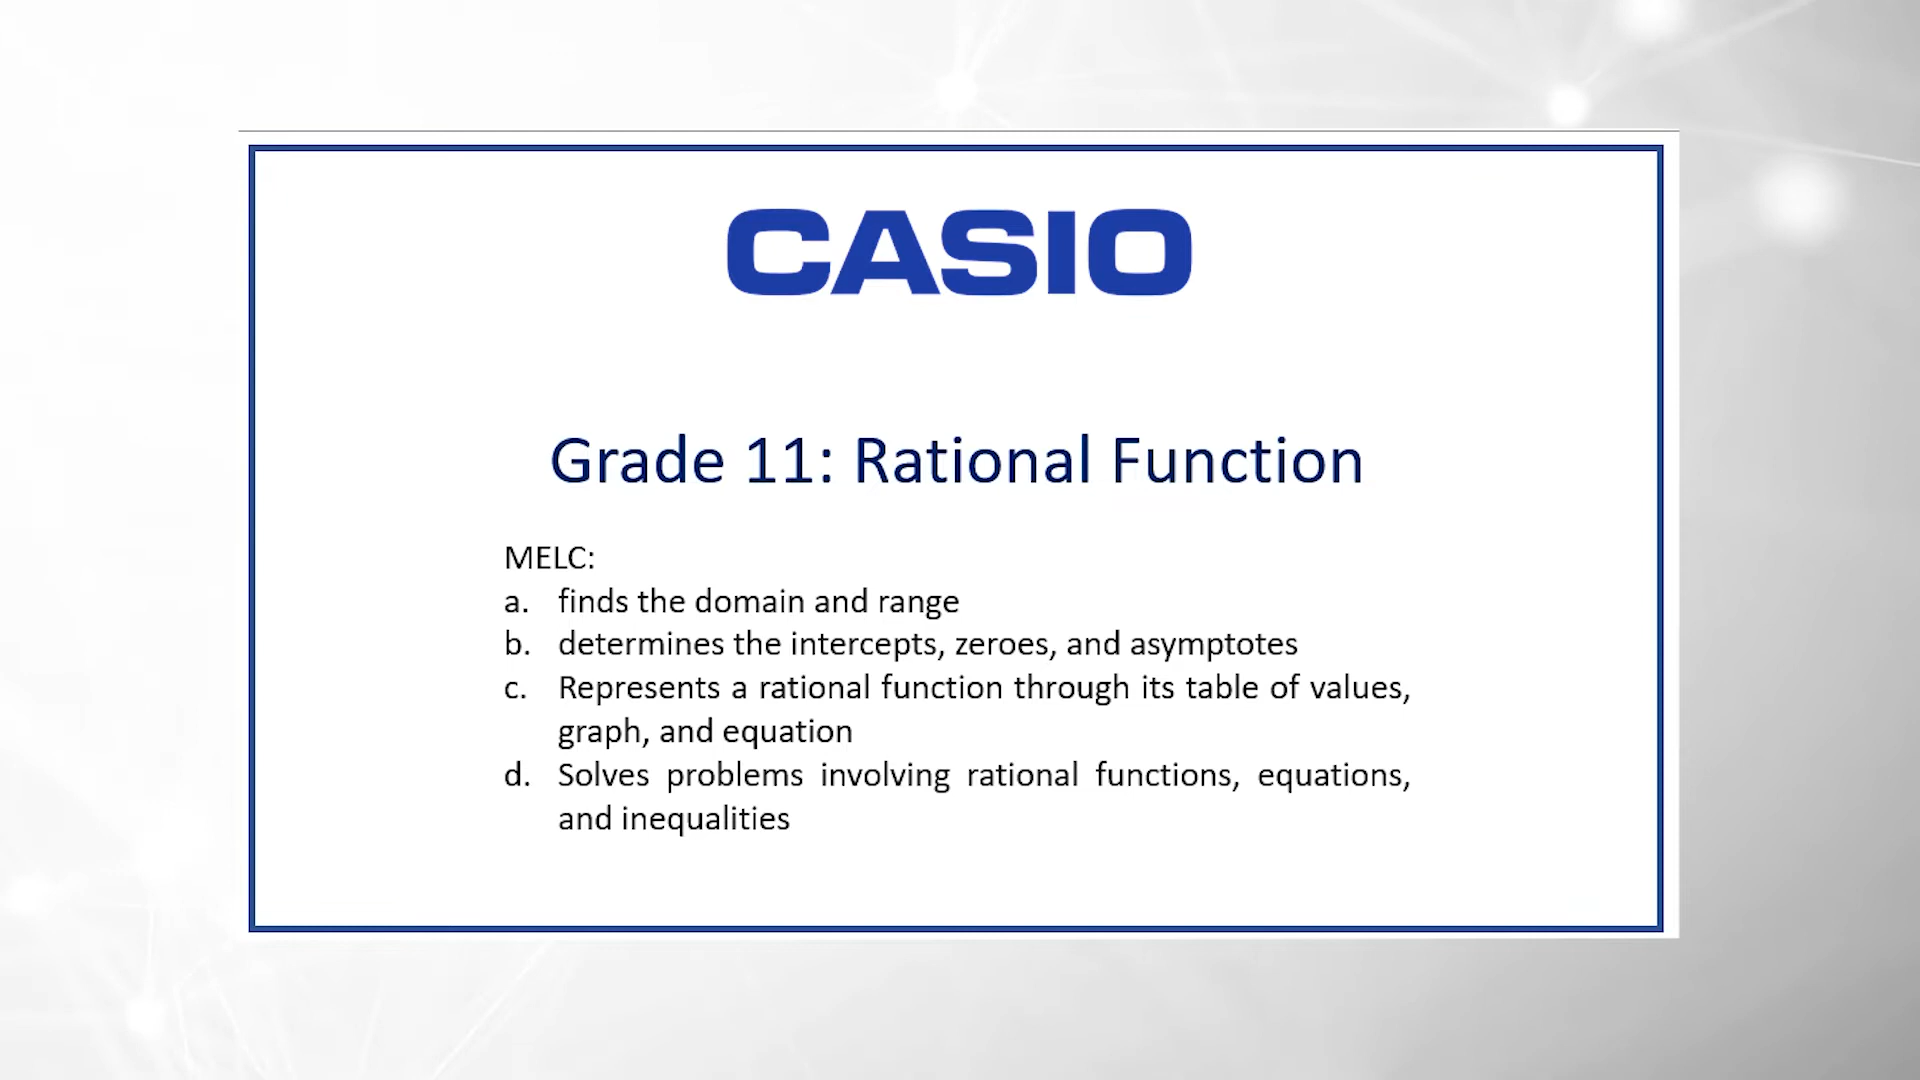 CASIO
Grade 11: Rational Function
MELC:
a. finds the domain and range
b. determines the intercepts, zeroes, and asymptotes
c. Represents a rational function through its table of values,
graph, and equation
d. Solves problems involving rational functions, equations,
and inequalities